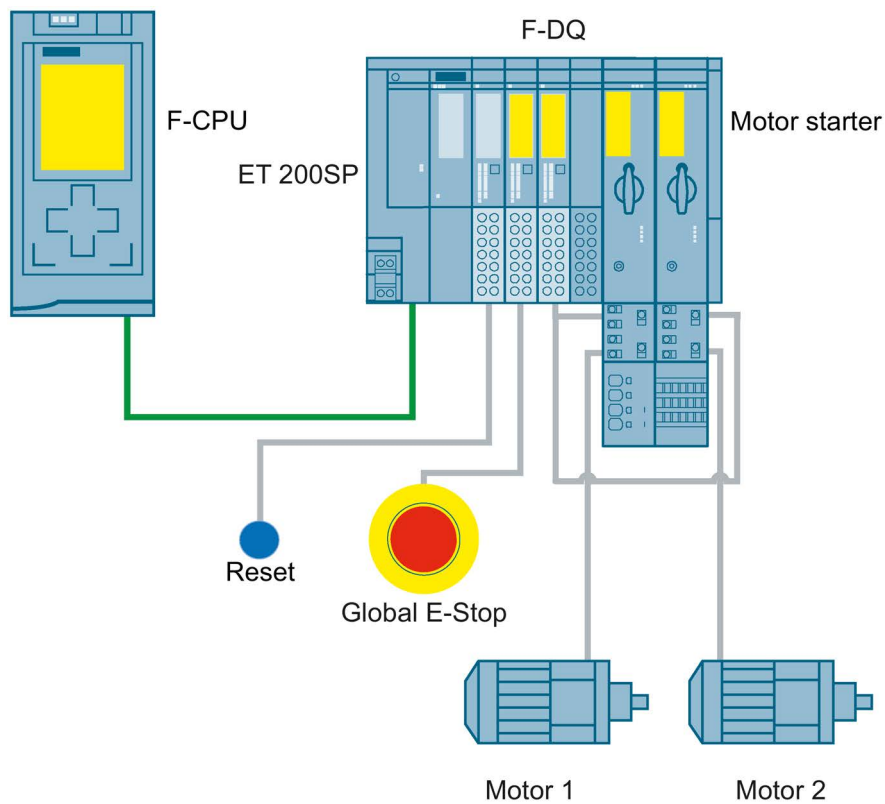 F-DQ
F-CPU
Motor starter
ET 200SP
Reset
Global E-Stop
Motor 1
Motor 2